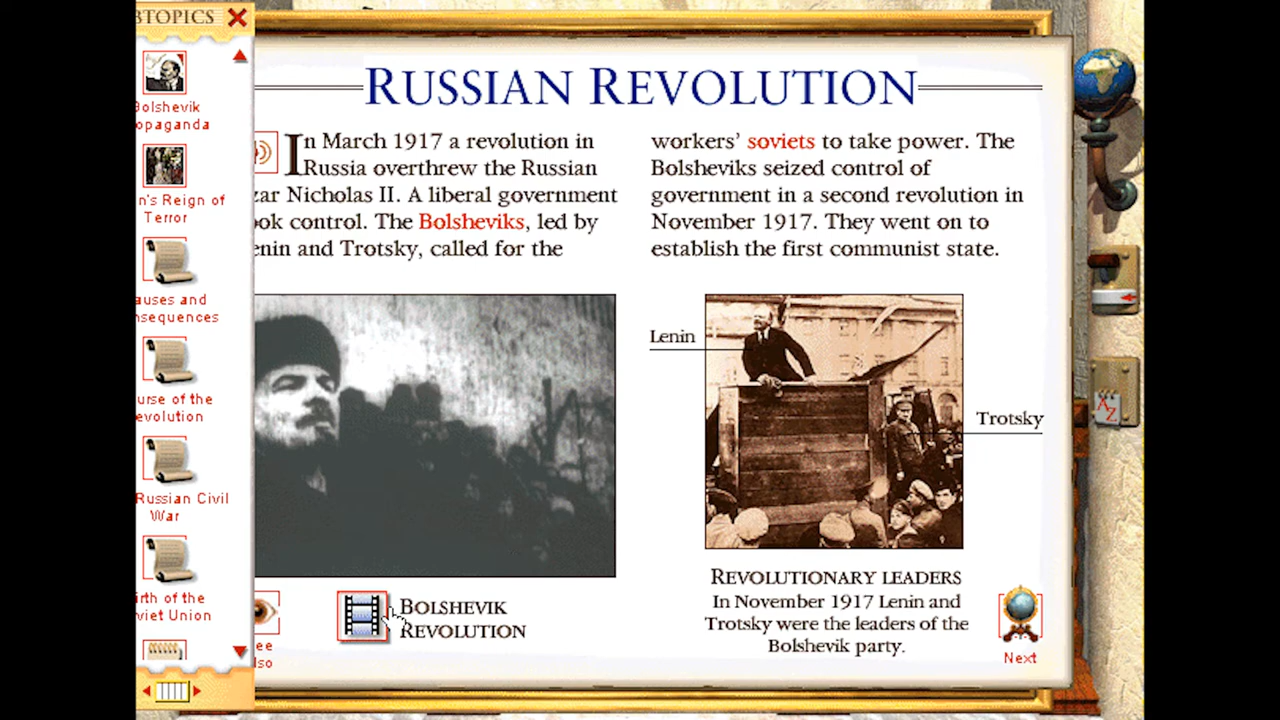 BTOPICS
Bolshevik
opaganda
n's Reign of
Terror
auses and
nsequences
urse of the
evolution
Russian Civil
War
irth of the
viet Union
RUSSIAN REVOLUTION
In March 1917 a revolution in
Russia overthrew the Russian
zar Nicholas II. A liberal government
ook control. The Bolsheviks, led by
enin and Trotsky, called for the
workers' soviets to take power. The
Bolsheviks seized control of
government in a second revolution in
November 1917. They went on to
establish the first communist state.
Lenin
Trotsky
ee
lso
BOLSHEVIK
REVOLUTION
REVOLUTIONARY LEADERS
In November 1917 Lenin and
Trotsky were the leaders of the
Bolshevik party.
Next
A
Z